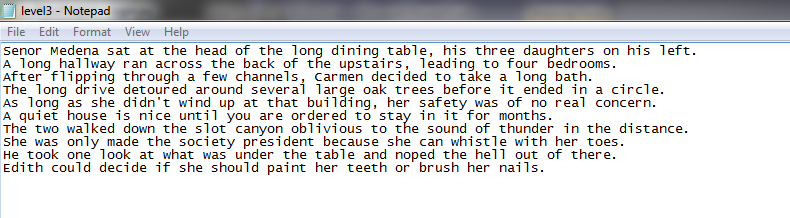 level3 - Notepad
File Edit Format View Help
Senor Medena sat at the head of the long dining table, his three daughters on his left.
A long hallway ran across the back of the upstairs, leading to four bedrooms.
After flipping through a few channels, Carmen decided to take a long bath.
The long drive detoured around several large oak trees before it ended in a circle.
As long as she didn't wind up at that building, her safety was of no real concern.
A quiet house is nice until you are ordered to stay in it for months.
The two walked down the slot canyon oblivious to the sound of thunder in the distance.
She was only made the society president because she can whistle with her toes.
He took one look at what was under the table and noped the hell out of there.
Edith could decide if she should paint her teeth or brush her nails.